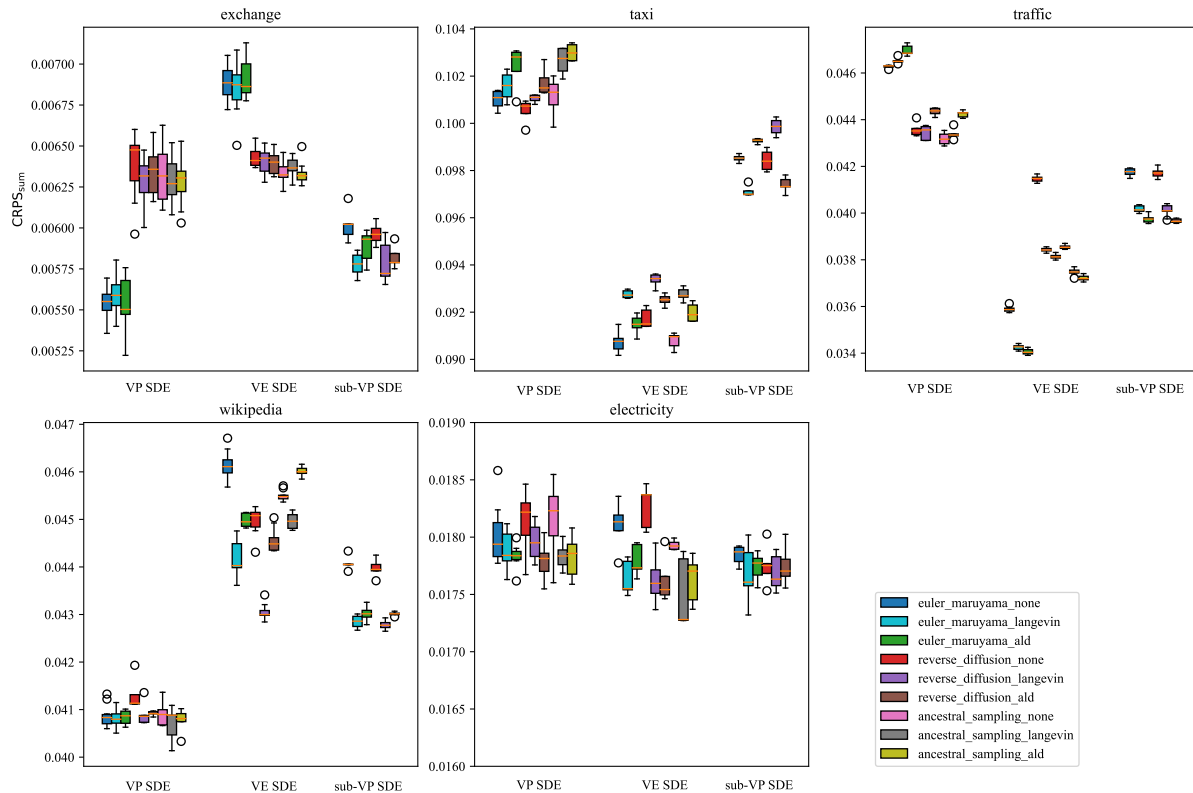 exchange
taxi
traffic
CRPSsum
0.00700
0.00675
0.00650
0.00625
0.00600
0.00575
0.00550
0.00525
VP SDE
VE SDE
sub-VP SDE
0.104
0.102
0.100
0.098
0.096
0.094
0.092
0.090
VP SDE
VE SDE
sub-VP SDE
0.046
0.044
0.042
0.040
0.038
0.036
0.034
VP SDE
VE SDE
sub-VP SDE
wikipedia
electricity
0.047
0.046
0.045
0.044
0.043
0.042
0.041
0.040
VP SDE
VE SDE
sub-VP SDE
0.0190
0.0185
0.0180
0.0175
0.0170
0.0165
0.0160
VP SDE
VE SDE
sub-VP SDE
euler_maruyama_none
euler_maruyama_langevin
euler_maruyama_ald
reverse_diffusion_none
reverse_diffusion_langevin
reverse_diffusion_ald
ancestral_sampling_none
ancestral_sampling_langevin
ancestral_sampling_ald